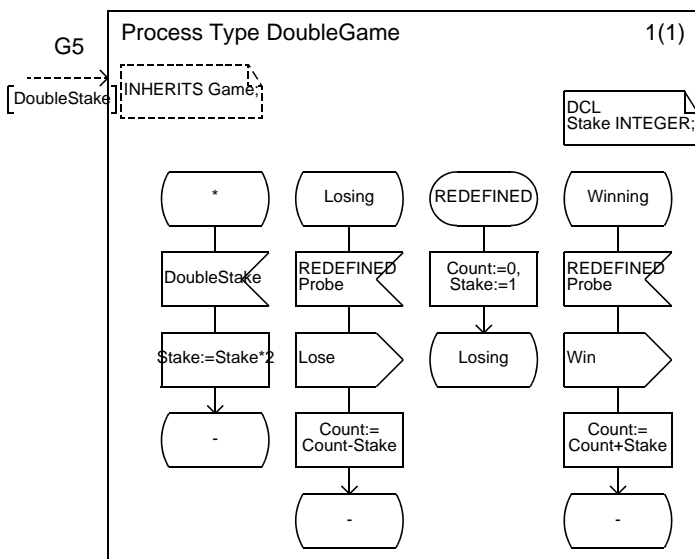 G5
Process Type DoubleGame
1(1)
[DoubleStake]
INHERITS Game;
DCL
Stake INTEGER;
*
DoubleStake
Stake:=Stake*2
-
Losing
REDEFINED
Probe
Lose
Count:=
Count-Stake
-
REDEFINED
Count:=0,
Stake:=1
Losing
Winning
REDEFINED
Probe
Win
Count:=
Count+Stake
-